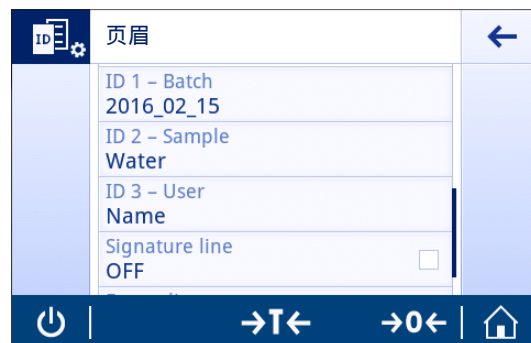 ID
页眉
ID 1 – Batch
2016_02_15
ID 2 – Sample
Water
ID 3 – User
Name
Signature line
OFF
→T←
→0←